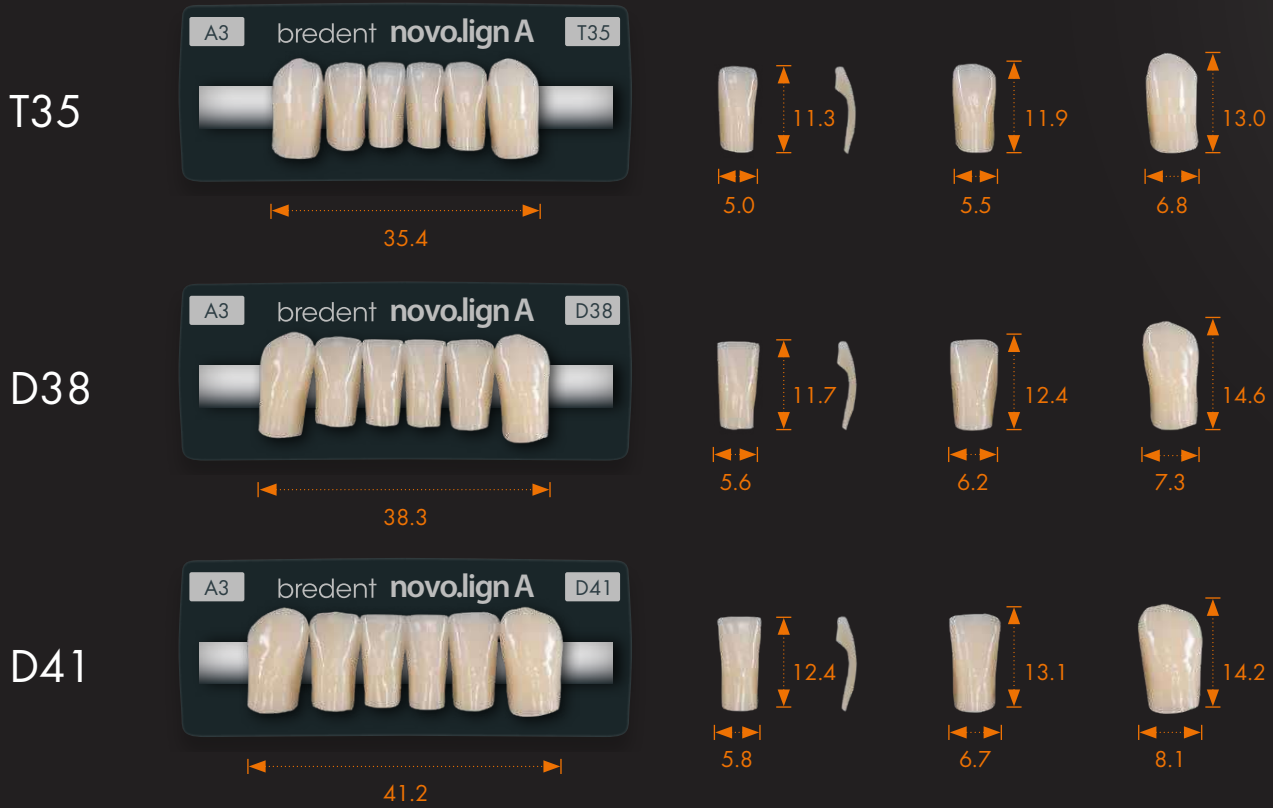 T35
A3 bredent novo.lign A T35
11.3 11.9 13.0
5.0 5.5 6.8
35.4
D38
A3 bredent novo.lign A D38
11.7 12.4 14.6
5.6 6.2 7.3
38.3
D41
A3 bredent novo.lign A D41
12.4 13.1 14.2
5.8 6.7 8.1
41.2